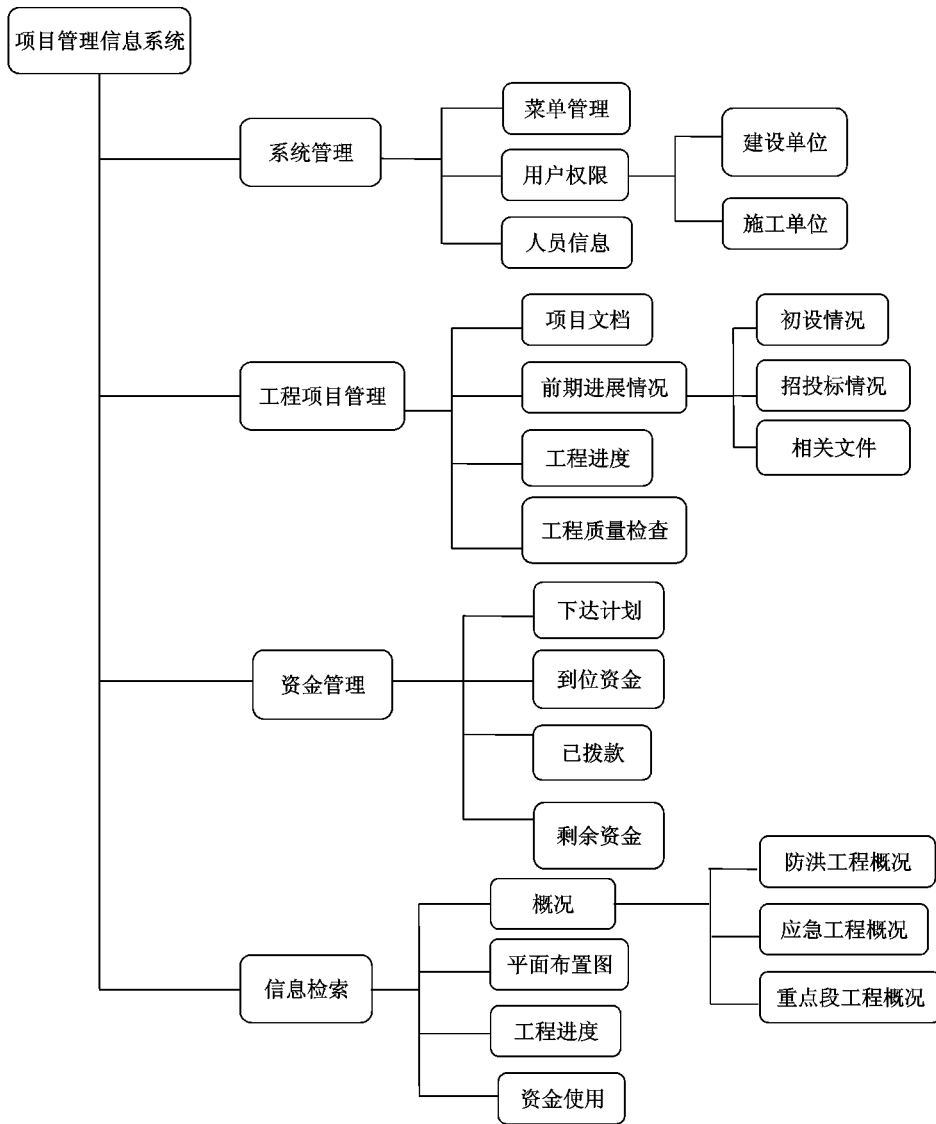 项目管理信息系统
系统管理
菜单管理
用户权限
建设单位
施工单位
人员信息
工程项目管理
项目文档
前期进展情况
初设情况
招投标情况
相关文件
工程进度
工程质量检查
资金管理
下达计划
到位资金
已拨款
剩余资金
信息检索
概况
防洪工程概况
应急工程概况
重点段工程概况
平面布置图
工程进度
资金使用